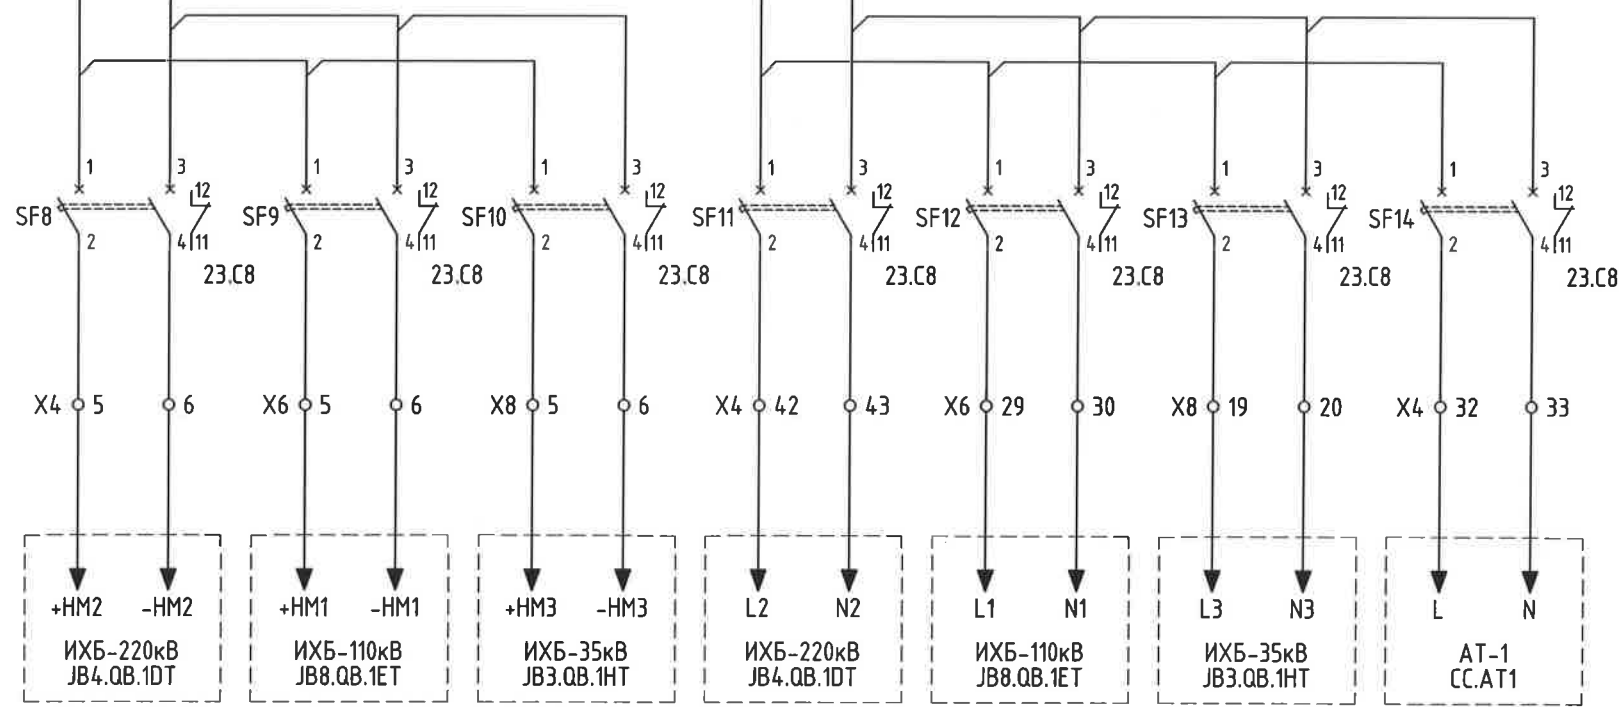 1 3 1 3 1 3 1 3 1 3 1 3 1 3
12 12 12 12 12 12 12
SF8 SF9 SF10 SF11 SF12 SF13 SF14
2 4 11 2 4 11 2 4 11 2 4 11 2 4 11 2 4 11 2 4 11
23.C8 23.C8 23.C8 23.C8 23.C8 23.C8 23.C8
X4 5 6 X6 5 6 X8 5 6 X4 42 43 X6 29 30 X8 19 20 X4 32 33
+HM2 -HM2 +HM1 -HM1 +HM3 -HM3 L2 N2 L1 N1 L3 N3 L N
ИХБ-220кВ ИХБ-110кВ ИХБ-35кВ ИХБ-220кВ ИХБ-110кВ ИХБ-35кВ АТ-1
JB4.QB.1DT JB8.QB.1ET JB3.QB.1HT JB4.QB.1DT JB8.QB.1ET JB3.QB.1HT CC.AT1